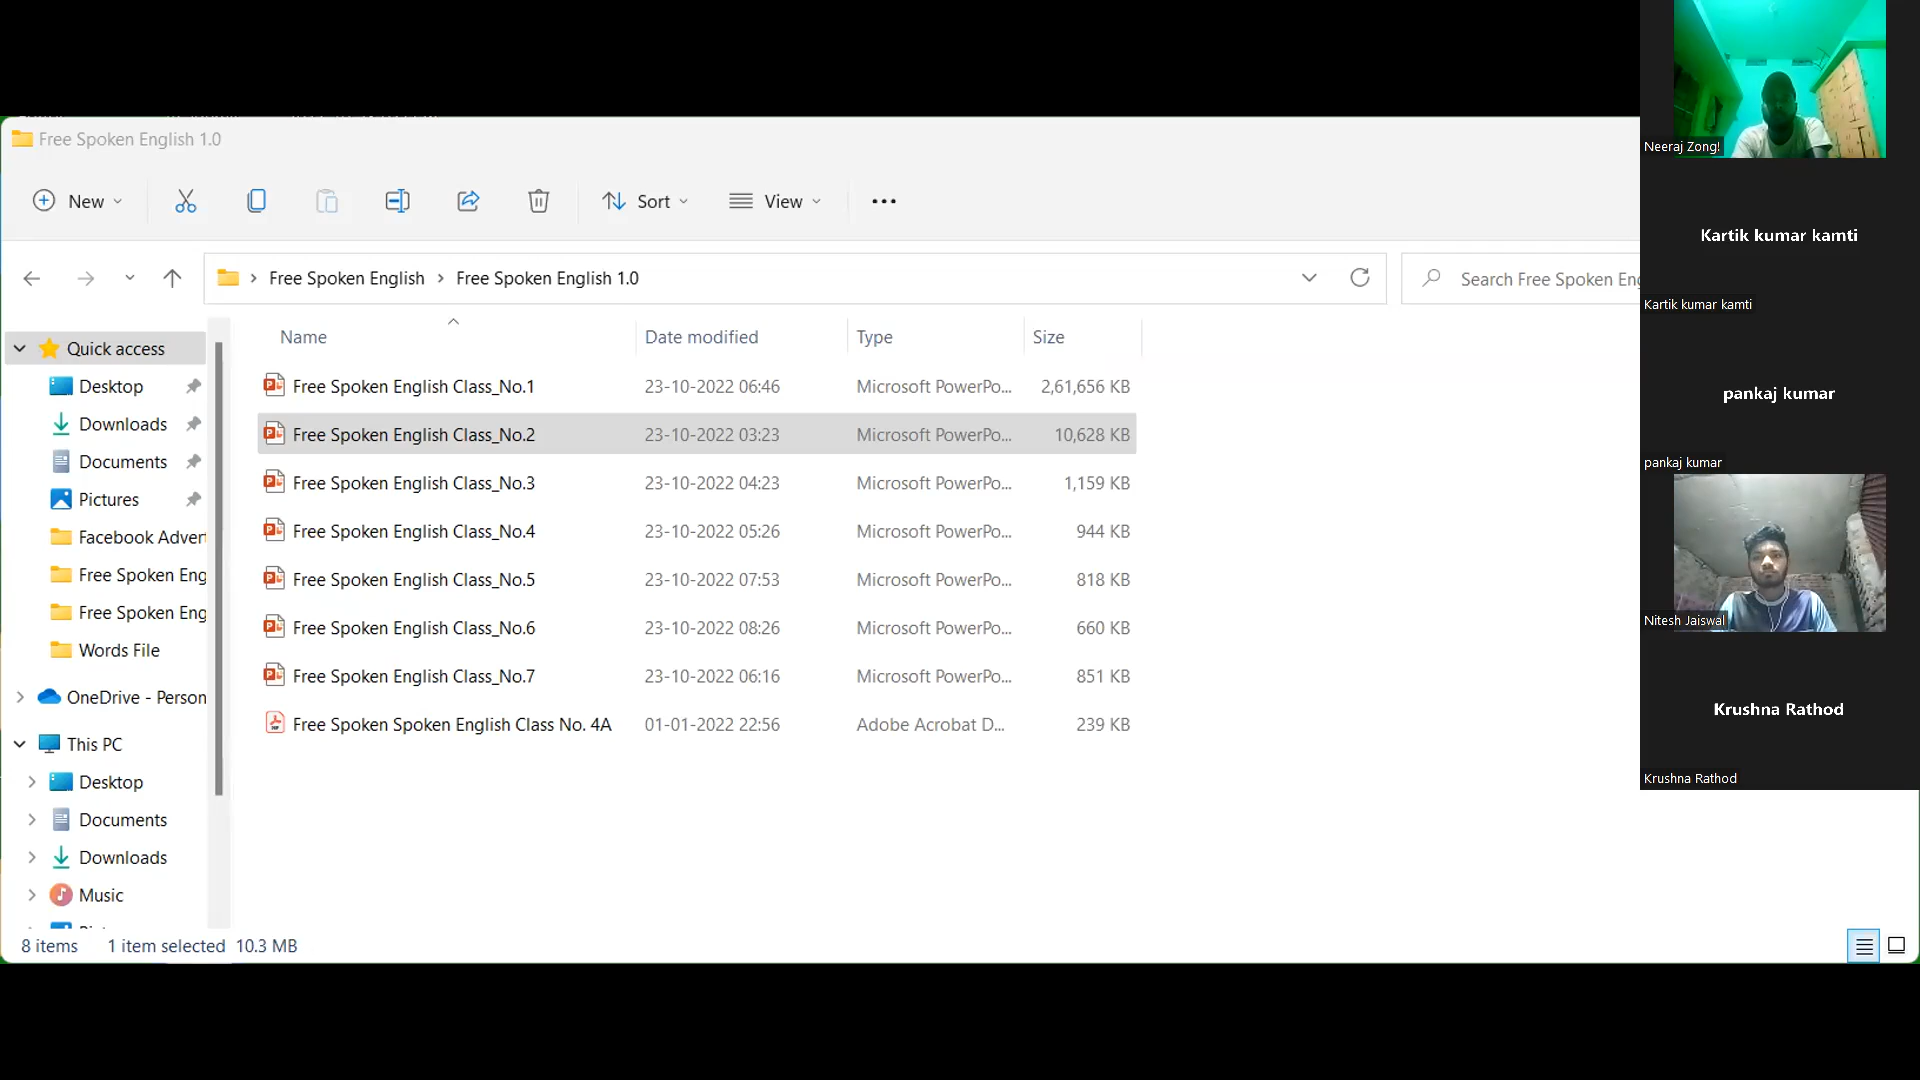 Free Spoken English 1.0
New
Sort
View
Free Spoken English
Free Spoken English 1.0
Search Free Spoken Eng
Name
Date modified
Type
Size
Free Spoken English Class_No.1 23-10-2022 06:46 Microsoft PowerPo... 2,61,656 KB
Free Spoken English Class_No.2 23-10-2022 03:23 Microsoft PowerPo... 10,628 KB
Free Spoken English Class_No.3 23-10-2022 04:23 Microsoft PowerPo... 1,159 KB
Free Spoken English Class_No.4 23-10-2022 05:26 Microsoft PowerPo... 944 KB
Free Spoken English Class_No.5 23-10-2022 07:53 Microsoft PowerPo... 818 KB
Free Spoken English Class_No.6 23-10-2022 08:26 Microsoft PowerPo... 660 KB
Free Spoken English Class_No.7 23-10-2022 06:16 Microsoft PowerPo... 851 KB
Free Spoken Spoken English Class No. 4A 01-01-2022 22:56 Adobe Acrobat D... 239 KB
Quick access
Desktop
Downloads
Documents
Pictures
Facebook Advert
Free Spoken Eng
Free Spoken Eng
Words File
OneDrive - Person
This PC
Desktop
Documents
Downloads
Music
8 items
1 item selected 10.3 MB
Neeraj Zong!
Kartik kumar kamti
Kartik kumar kamti
pankaj kumar
pankaj kumar
Nitesh Jaiswal
Krushna Rathod
Krushna Rathod